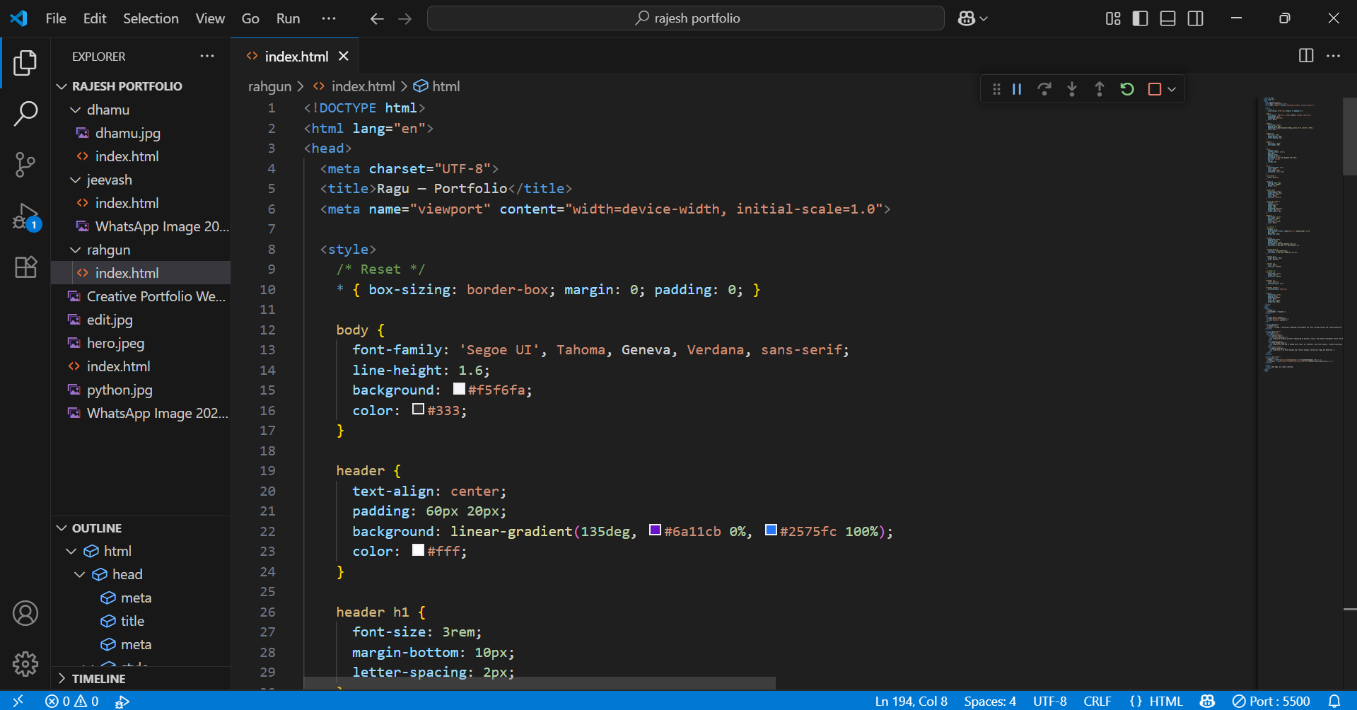 File Edit Selection View Go Run ··· rajesh portfolio
EXPLORER ···
RAJESH PORTFOLIO
dhamu
dhamu.jpg
index.html
jeevash
index.html
WhatsApp Image 20...
rahgun
index.html
Creative Portfolio We...
edit.jpg
hero.jpeg
index.html
python.jpg
WhatsApp Image 202...
OUTLINE
html
head
meta
title
meta
TIMELINE
1
index.html
rahgun > index.html > html
1 <!DOCTYPE html>
2 <html lang="en">
3 <head>
4 <meta charset="UTF-8">
5 <title>Ragu — Portfolio</title>
6 <meta name="viewport" content="width=device-width, initial-scale=1.0">
7
8 <style>
9 /* Reset */
10 * { box-sizing: border-box; margin: 0; padding: 0; }
11
12 body {
13 font-family: 'Segoe UI', Tahoma, Geneva, Verdana, sans-serif;
14 line-height: 1.6;
15 background: #f5f6fa;
16 color: #333;
17 }
18
19 header {
20 text-align: center;
21 padding: 60px 20px;
22 background: linear-gradient(135deg, #6a11cb 0%, #2575fc 100%);
23 color: #fff;
24 }
25
26 header h1 {
27 font-size: 3rem;
28 margin-bottom: 10px;
29 letter-spacing: 2px;
0 0 Ln 194, Col 8 Spaces: 4 UTF-8 CRLF {} HTML Port : 5500